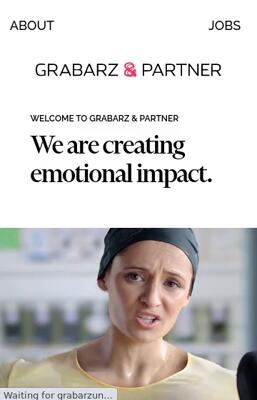 ABOUT JOBS
GRABARZ & PARTNER
WELCOME TO GRABARZ & PARTNER
We are creating
emotional impact.
Waiting for grabarzun...